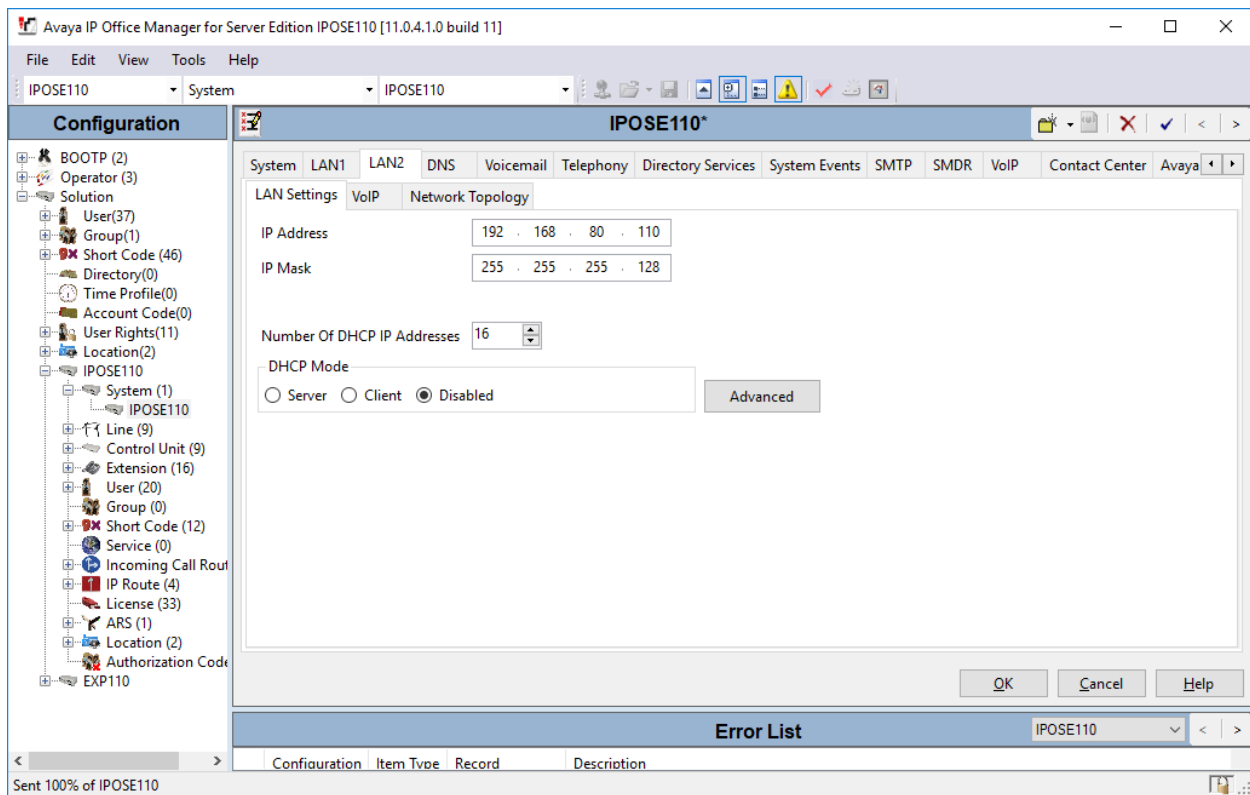 Avaya IP Office Manager for Server Edition IPOSE110 [11.0.4.1.0 build 11]
File Edit View Tools Help
IPOSE110 System IPOSE110
Configuration
BOOTP (2)
Operator (3)
Solution
User(37)
Group(1)
Short Code (46)
Directory(0)
Time Profile(0)
Account Code(0)
User Rights(11)
Location(2)
IPOSE110
System (1)
IPOSE110
Line (9)
Control Unit (9)
Extension (16)
User (20)
Group (0)
Short Code (12)
Service (0)
Incoming Call Rout
IP Route (4)
License (33)
ARS (1)
Location (2)
Authorization Code
EXP110
IPOSE110*
System LAN1 LAN2 DNS Voicemail Telephony Directory Services System Events SMTP SMDR VoIP Contact Center Avaya
LAN Settings VoIP Network Topology
IP Address 192 . 168 . 80 . 110
IP Mask 255 . 255 . 255 . 128
Number Of DHCP IP Addresses 16
DHCP Mode
Server Client Disabled Advanced
OK Cancel Help
Error List IPOSE110
Configuration Item Type Record Description
Sent 100% of IPOSE110